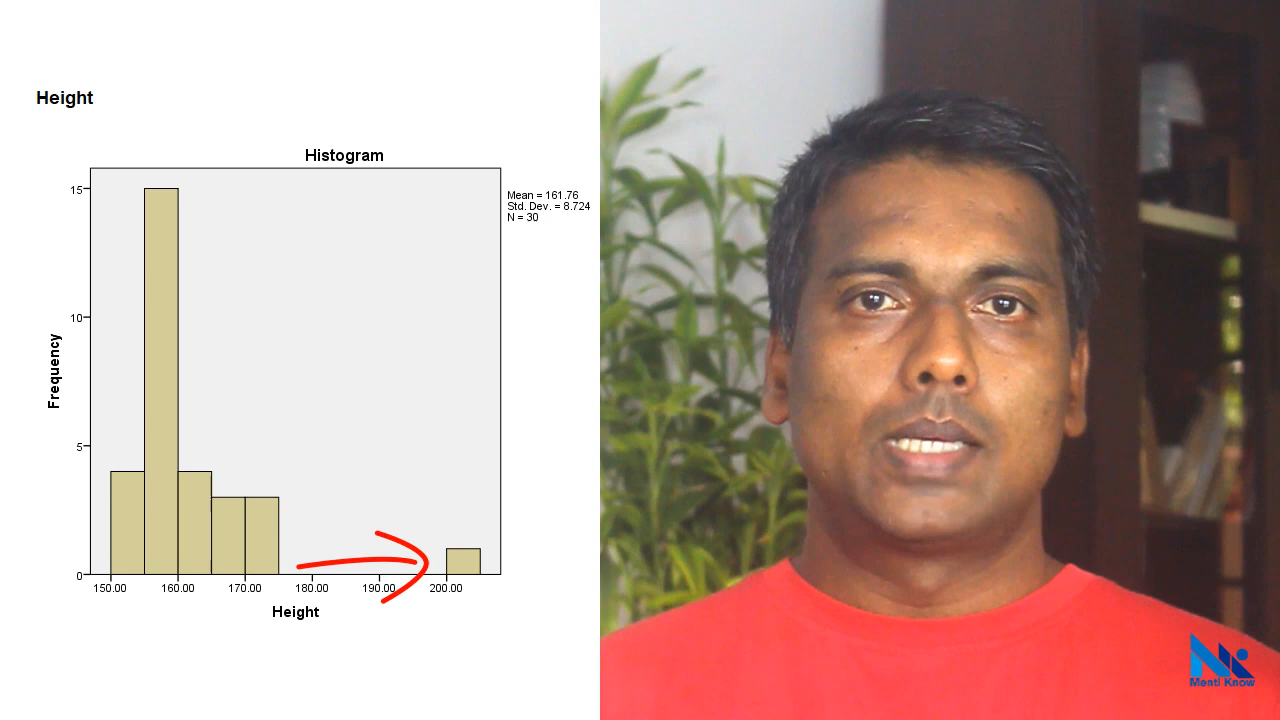 Height
Histogram
Mean = 161.76
Std. Dev. = 8.724
N = 30
15
10
5
0
Frequency
150.00 160.00 170.00 180.00 190.00 200.00
Height
Menti Know